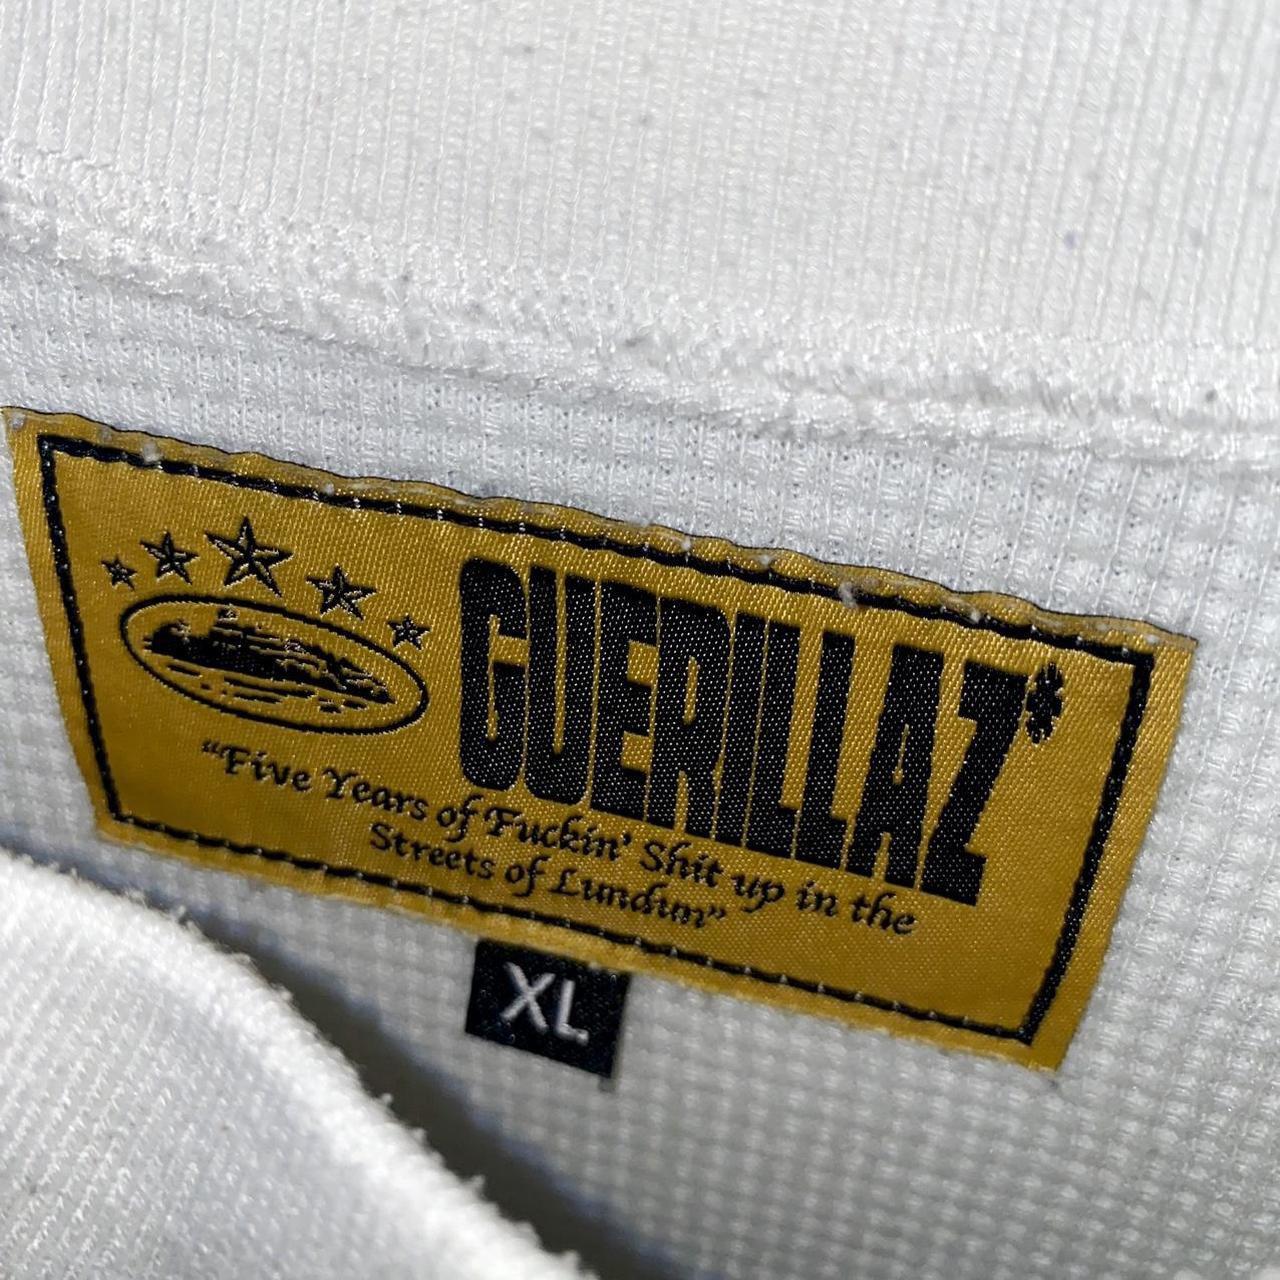 GUERILLAZ
“Five Years of Fuckin' Shit up in the
Streets of Lundun”
XL